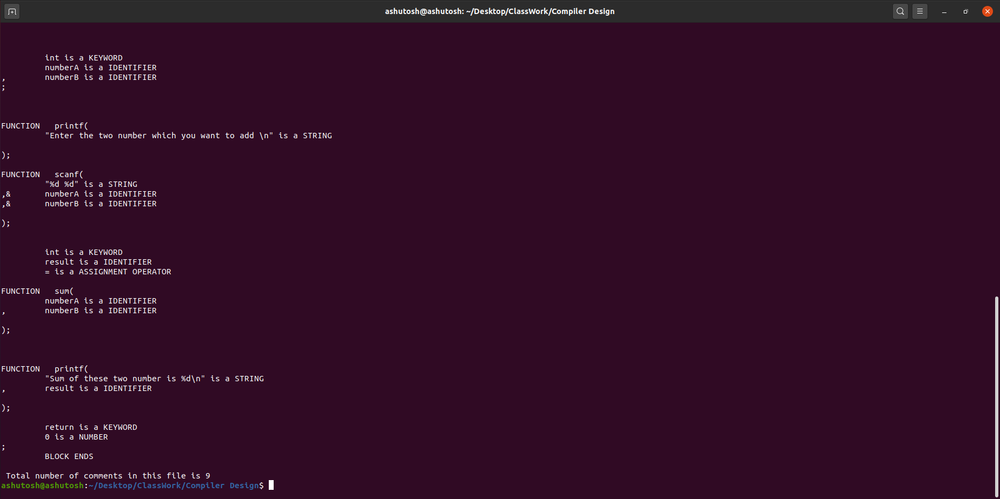 ashutosh@ashutosh: ~/Desktop/ClassWork/Compiler Design
int is a KEYWORD
numberA is a IDENTIFIER
, numberB is a IDENTIFIER
;
FUNCTION printf(
"Enter the two number which you want to add \n" is a STRING
);
FUNCTION scanf(
"%d %d" is a STRING
,& numberA is a IDENTIFIER
,& numberB is a IDENTIFIER
);
int is a KEYWORD
result is a IDENTIFIER
= is a ASSIGNMENT OPERATOR
FUNCTION sum(
numberA is a IDENTIFIER
, numberB is a IDENTIFIER
);
FUNCTION printf(
"Sum of these two number is %d\n" is a STRING
, result is a IDENTIFIER
);
return is a KEYWORD
0 is a NUMBER
;
BLOCK ENDS
Total number of comments in this file is 9
ashutosh@ashutosh:~/Desktop/ClassWork/Compiler Design$